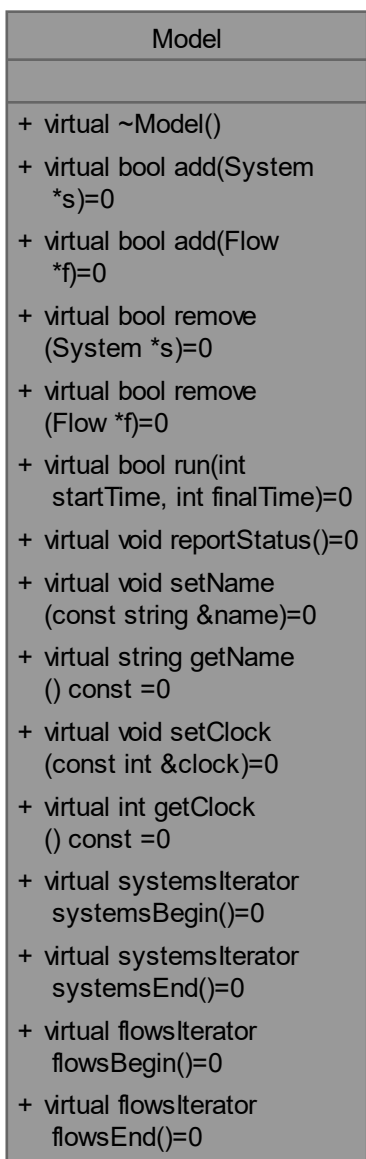 Model
+ virtual ~Model()
+ virtual bool add(System
*s)=0
+ virtual bool add(Flow
*f)=0
+ virtual bool remove
(System *s)=0
+ virtual bool remove
(Flow *f)=0
+ virtual bool run(int
startTime, int finalTime)=0
+ virtual void reportStatus()=0
+ virtual void setName
(const string &name)=0
+ virtual string getName
() const =0
+ virtual void setClock
(const int &clock)=0
+ virtual int getClock
() const =0
+ virtual systemsIterator
systemsBegin()=0
+ virtual systemsIterator
systemsEnd()=0
+ virtual flowsIterator
flowsBegin()=0
+ virtual flowsIterator
flowsEnd()=0